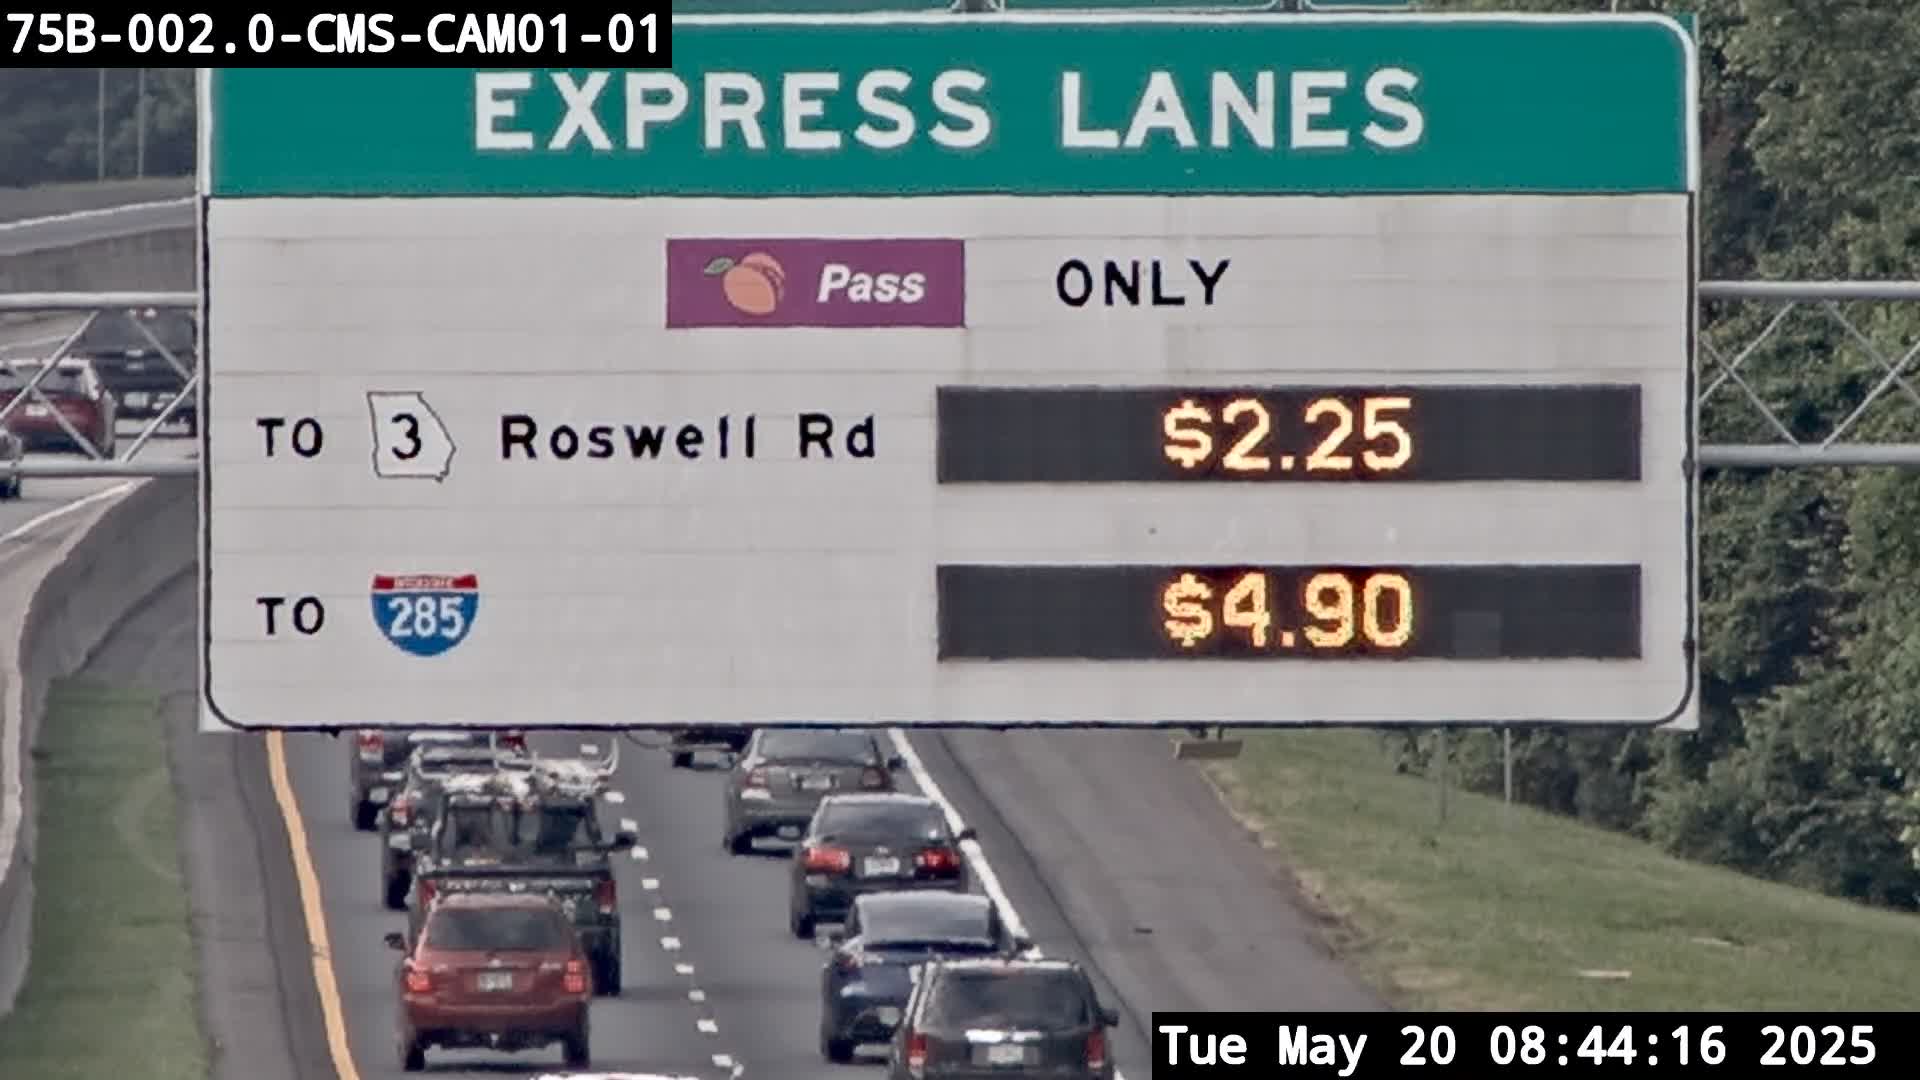 75B-002.0-CMS-CAM01-01
EXPRESS LANES
Pass ONLY
TO 3 Roswell Rd $2.25
INTERSTATE
TO 285 $4.90
Tue May 20 08:44:16 2025